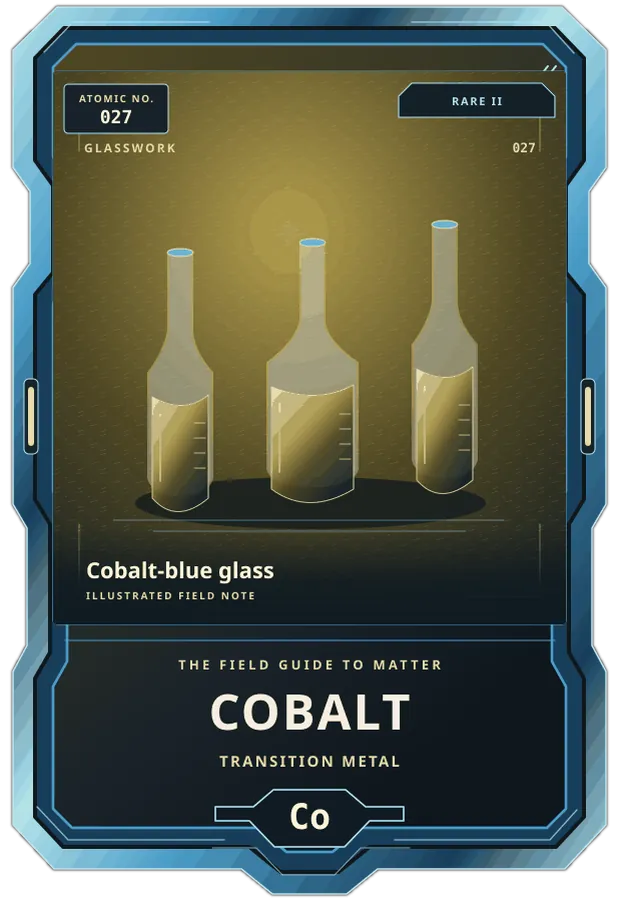 ATOMIC NO.
027
RARE II
GLASSWORK
027
Cobalt-blue glass
ILLUSTRATED FIELD NOTE
THE FIELD GUIDE TO MATTER
COBALT
TRANSITION METAL
Co